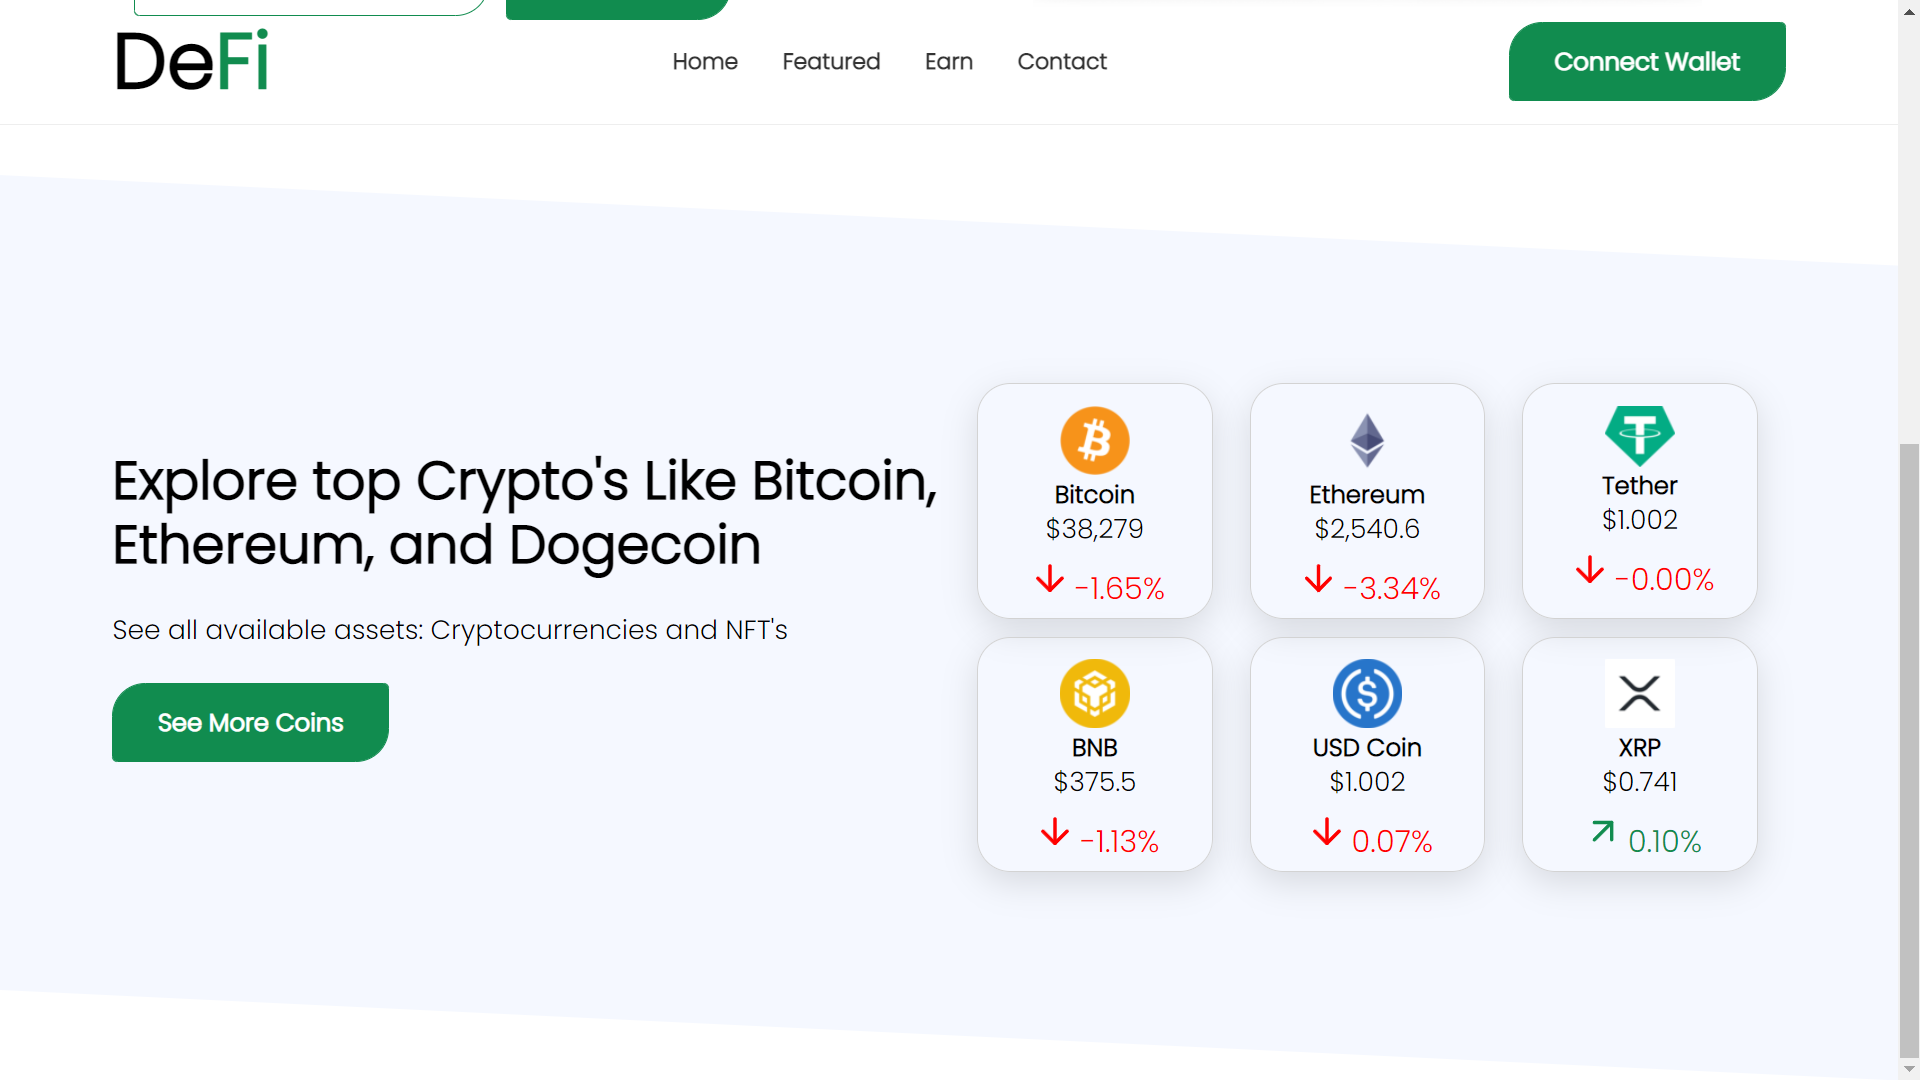 DeFi
Home Featured Earn Contact
Connect Wallet
Explore top Crypto's Like Bitcoin,
Ethereum, and Dogecoin
See all available assets: Cryptocurrencies and NFT's
See More Coins
Bitcoin
$38,279
-1.65%
Ethereum
$2,540.6
-3.34%
Tether
$1.002
-0.00%
BNB
$375.5
-1.13%
USD Coin
$1.002
0.07%
XRP
$0.741
0.10%